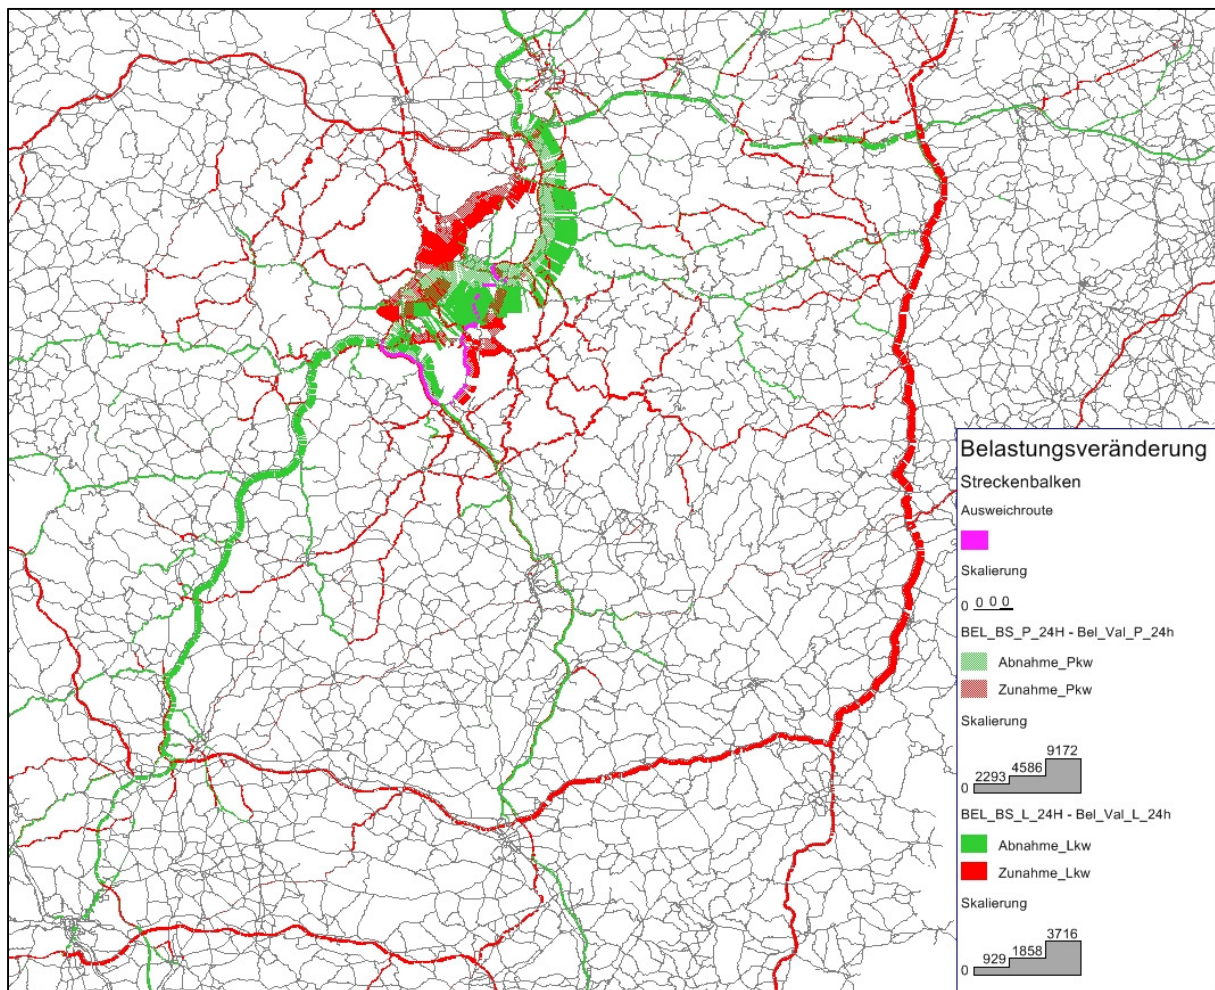 Belastungsveränderung
Streckenbalken
Ausweichroute
Skalierung
0 0 0 0
BEL_BS_P_24H - Bel_Val_P_24h
Abnahme_Pkw
Zunahme_Pkw
Skalierung
0 2293 4586 9172
BEL_BS_L_24H - Bel_Val_L_24h
Abnahme_Lkw
Zunahme_Lkw
Skalierung
0 929 1858 3716